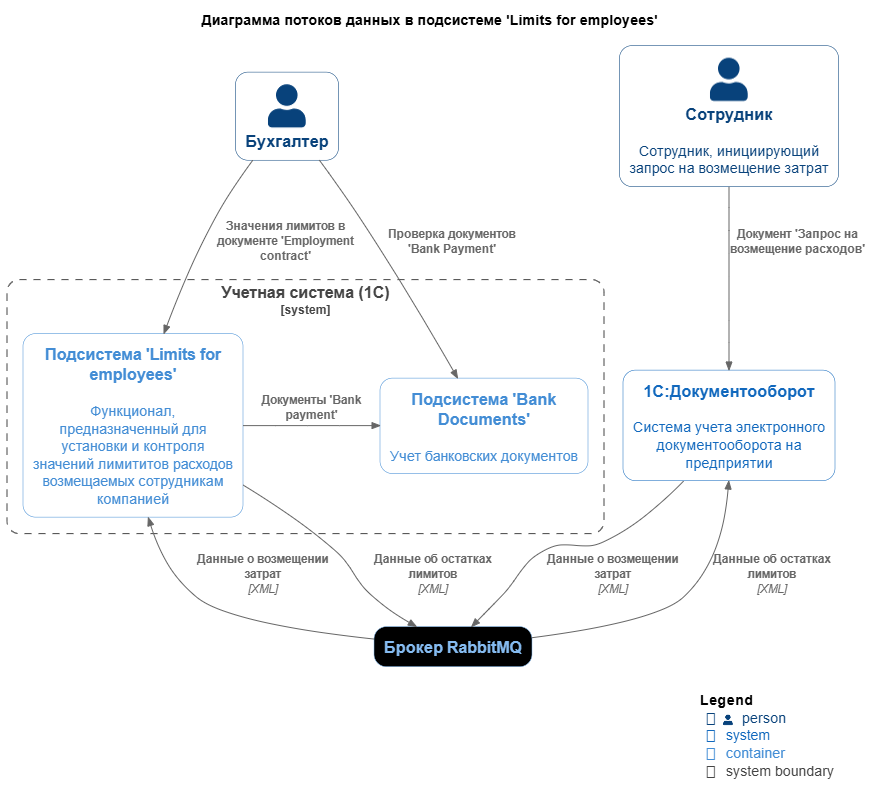 Диаграмма потоков данных в подсистеме 'Limits for employees'
Бухгалтер
Сотрудник
Сотрудник, инициирующий
запрос на возмещение затрат
Значения лимитов в
документе 'Employment
contract'
Проверка документов
'Bank Payment'
Документ 'Запрос на
возмещение расходов'
Учетная система (1С)
[system]
Подсистема 'Limits for
employees'
Функционал,
предназначенный для
установки и контроля
значений лимититов расходов
возмещаемых сотрудникам
компанией
Документы 'Bank
payment'
Подсистема 'Bank
Documents'
Учет банковских документов
1С:Документооборот
Система учета электронного
документооборота на
предприятии
Данные о возмещении
затрат
[XML]
Данные об остатках
лимитов
[XML]
Данные о возмещении
затрат
[XML]
Данные об остатках
лимитов
[XML]
Брокер RabbitMQ
Legend
person
system
container
system boundary